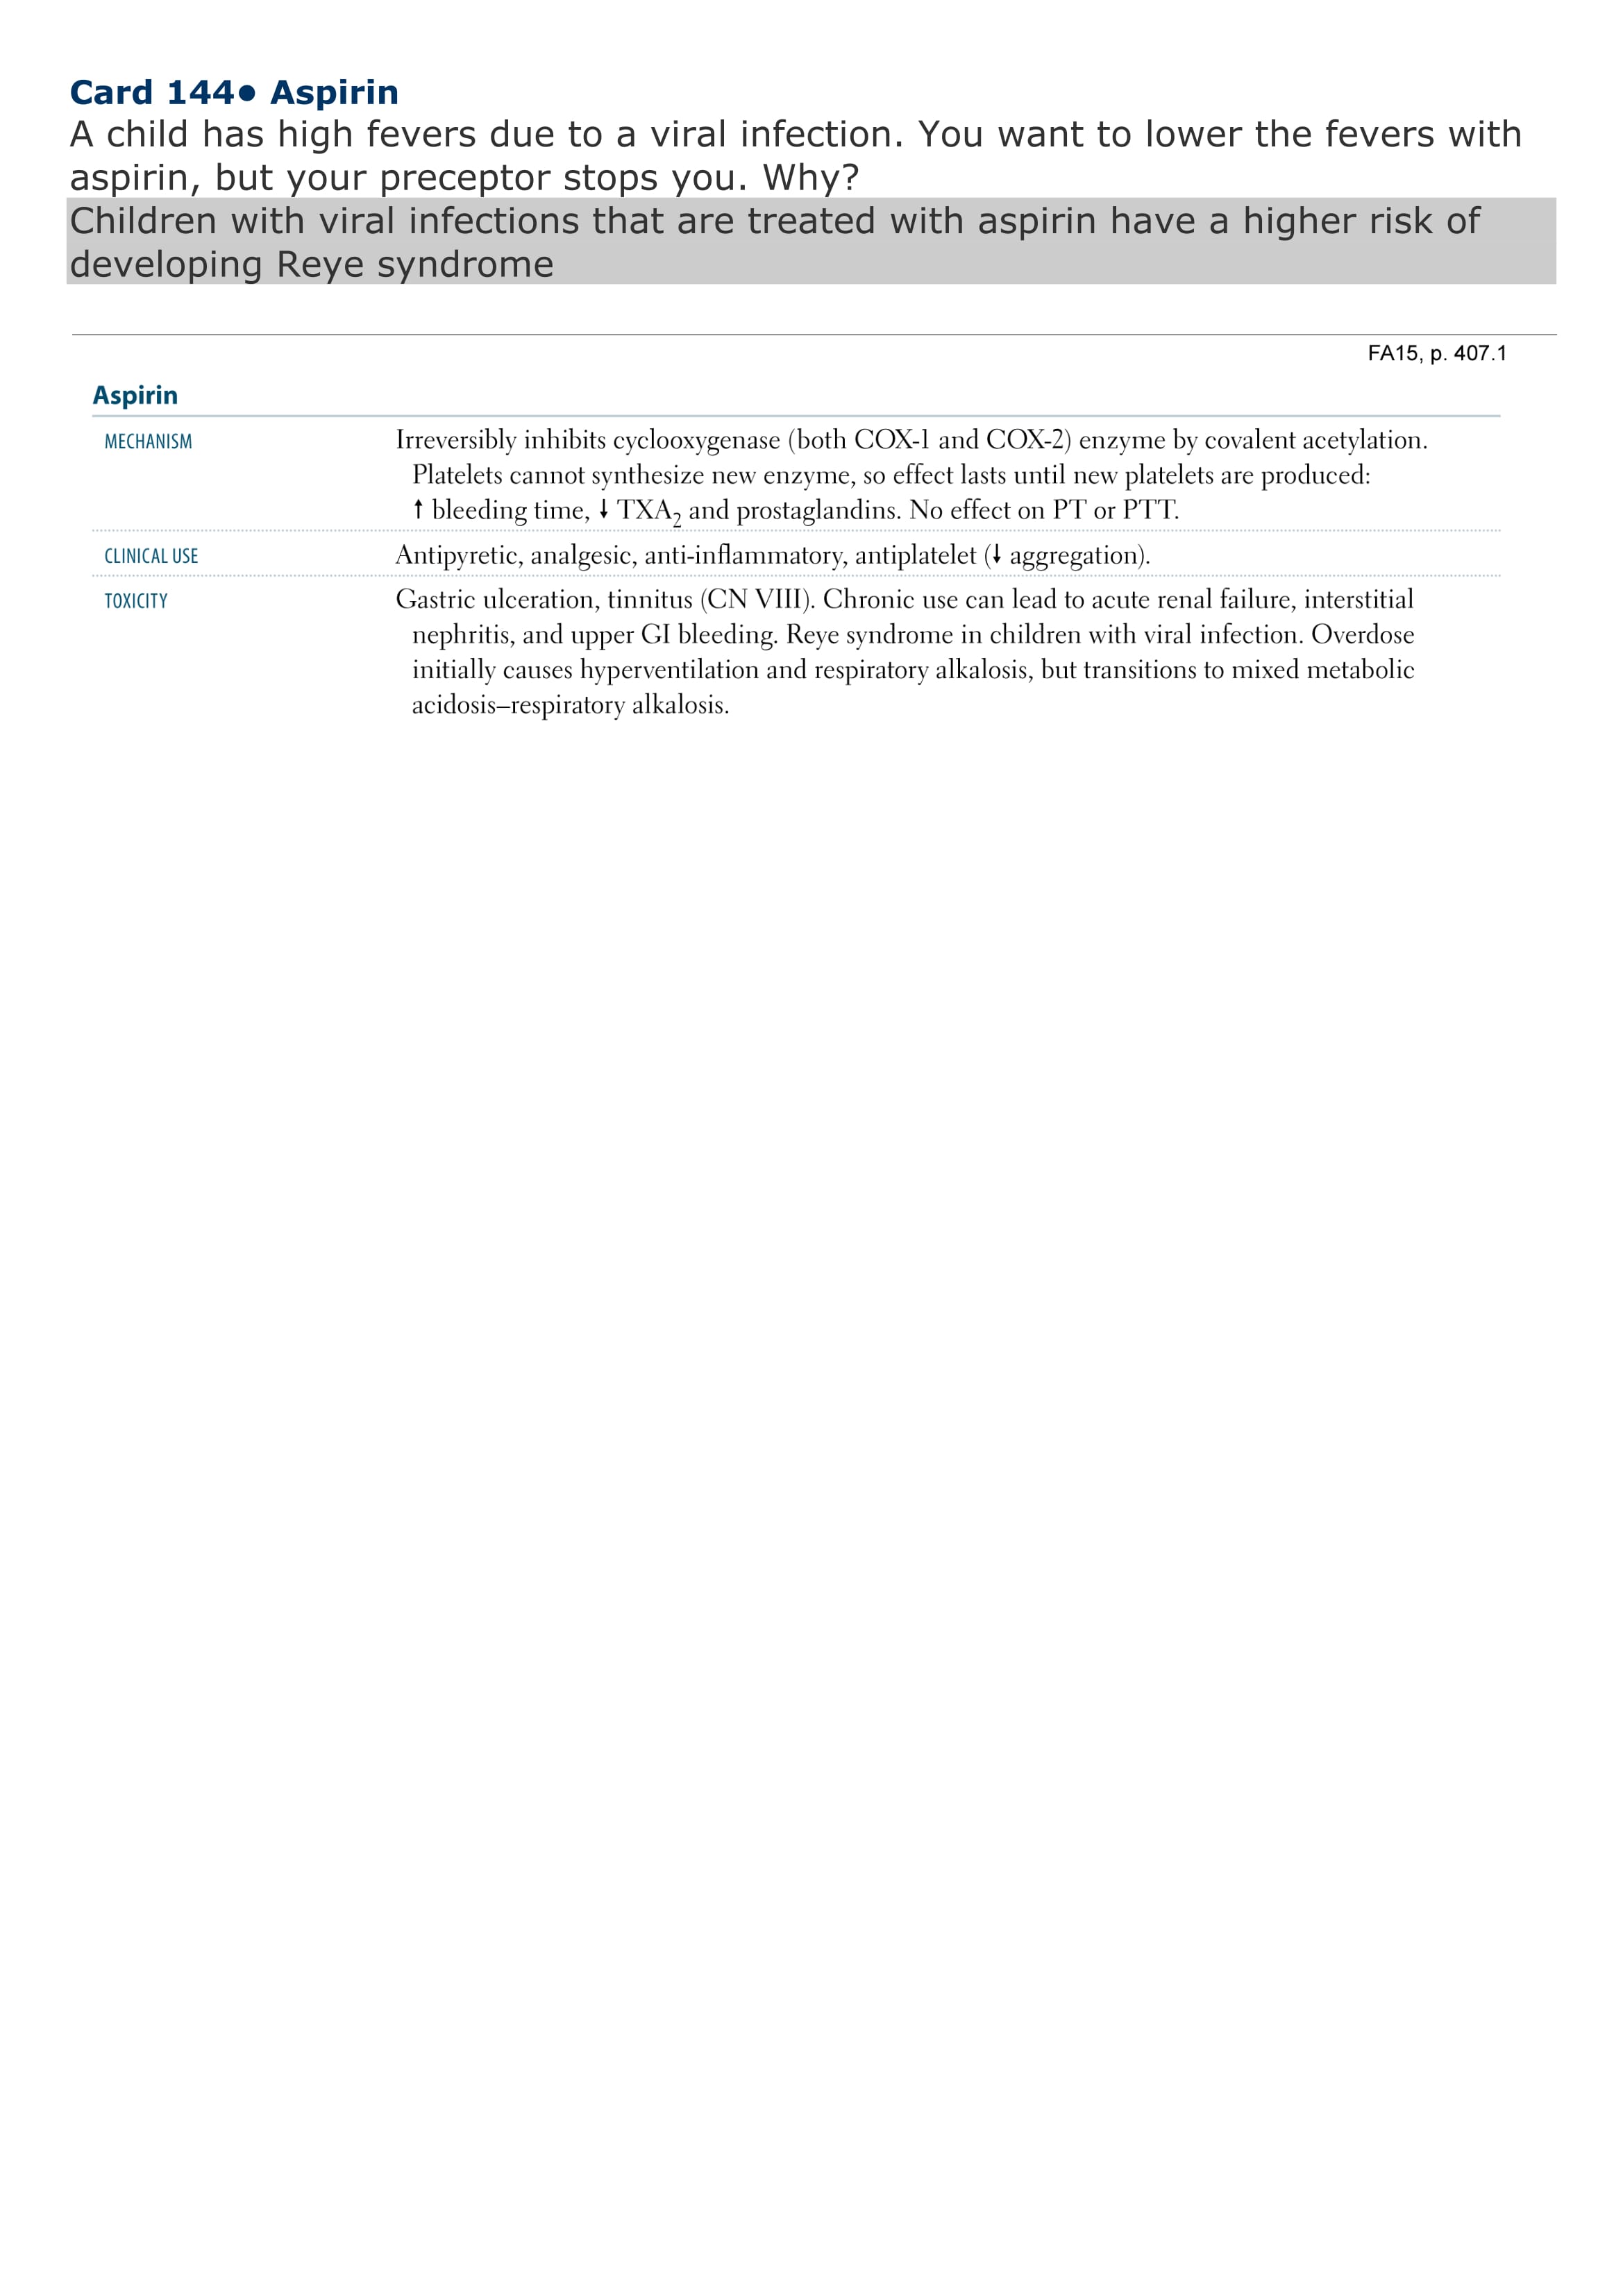 Card 144● Aspirin
A child has high fevers due to a viral infection. You want to lower the fevers with
aspirin, but your preceptor stops you. Why?
Children with viral infections that are treated with aspirin have a higher risk of
developing Reye syndrome
FA15, p. 407.1
Aspirin
MECHANISM Irreversibly inhibits cyclooxygenase (both COX-1 and COX-2) enzyme by covalent acetylation.
Platelets cannot synthesize new enzyme, so effect lasts until new platelets are produced:
↑ bleeding time, ↓ TXA₂ and prostaglandins. No effect on PT or PTT.
CLINICAL USE Antipyretic, analgesic, anti-inflammatory, antiplatelet (↓ aggregation).
TOXICITY Gastric ulceration, tinnitus (CN VIII). Chronic use can lead to acute renal failure, interstitial
nephritis, and upper GI bleeding. Reye syndrome in children with viral infection. Overdose
initially causes hyperventilation and respiratory alkalosis, but transitions to mixed metabolic
acidosis–respiratory alkalosis.